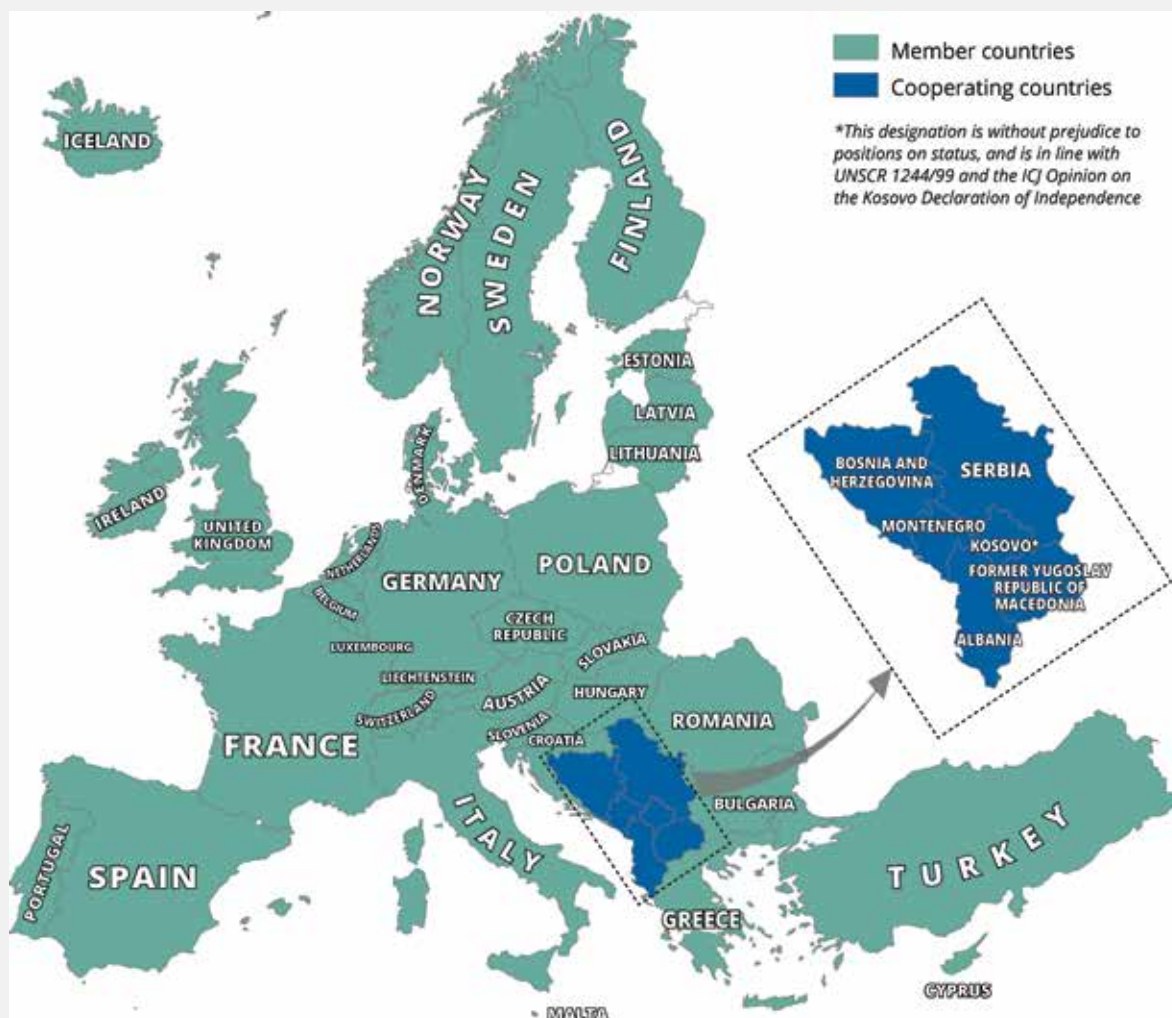 Member countries
Cooperating countries
*This designation is without prejudice to
positions on status, and is in line with
UNSCR 1244/99 and the ICJ Opinion on
the Kosovo Declaration of Independence
ICELAND
NORWAY
SWEDEN
FINLAND
ESTONIA
LATVIA
LITHUANIA
DENMARK
IRELAND
UNITED
KINGDOM
NETHERLANDS
BELGIUM
GERMANY
POLAND
LUXEMBOURG
CZECH
REPUBLIC
SLOVAKIA
LIECHTENSTEIN
SWITZERLAND
AUSTRIA
HUNGARY
SLOVENIA
CROATIA
ROMANIA
FRANCE
ITALY
BULGARIA
PORTUGAL
SPAIN
GREECE
TURKEY
CYPRUS
MALTA
BOSNIA AND
HERZEGOVINA
SERBIA
MONTENEGRO
KOSOVO*
FORMER YUGOSLAV
REPUBLIC OF
MACEDONIA
ALBANIA